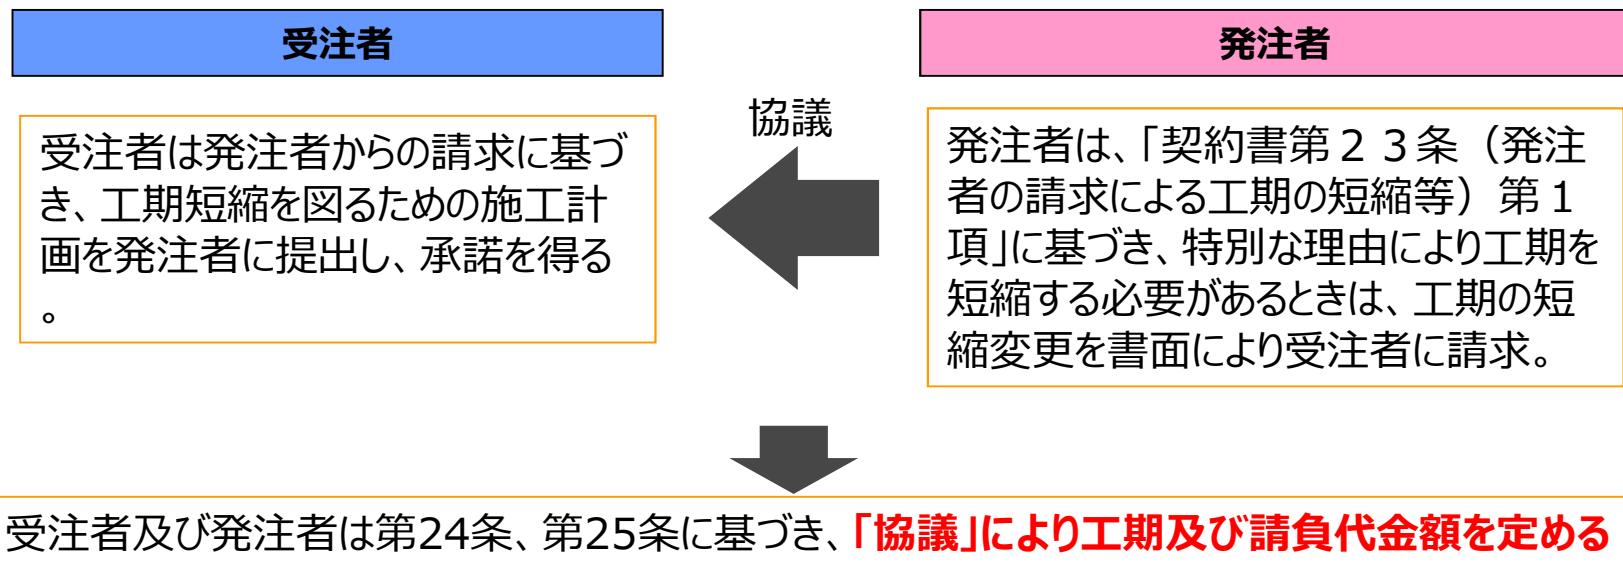 受注者
発注者
受注者は発注者からの請求に基づ
き、工期短縮を図るための施工計
画を発注者に提出し、承諾を得る
。
協議
発注者は、「契約書第２３条（発注
者の請求による工期の短縮等）第１
項」に基づき、特別な理由により工期を
短縮する必要があるときは、工期の短
縮変更を書面により受注者に請求。
受注者及び発注者は第24条、第25条に基づき、「協議」により工期及び請負代金額を定める